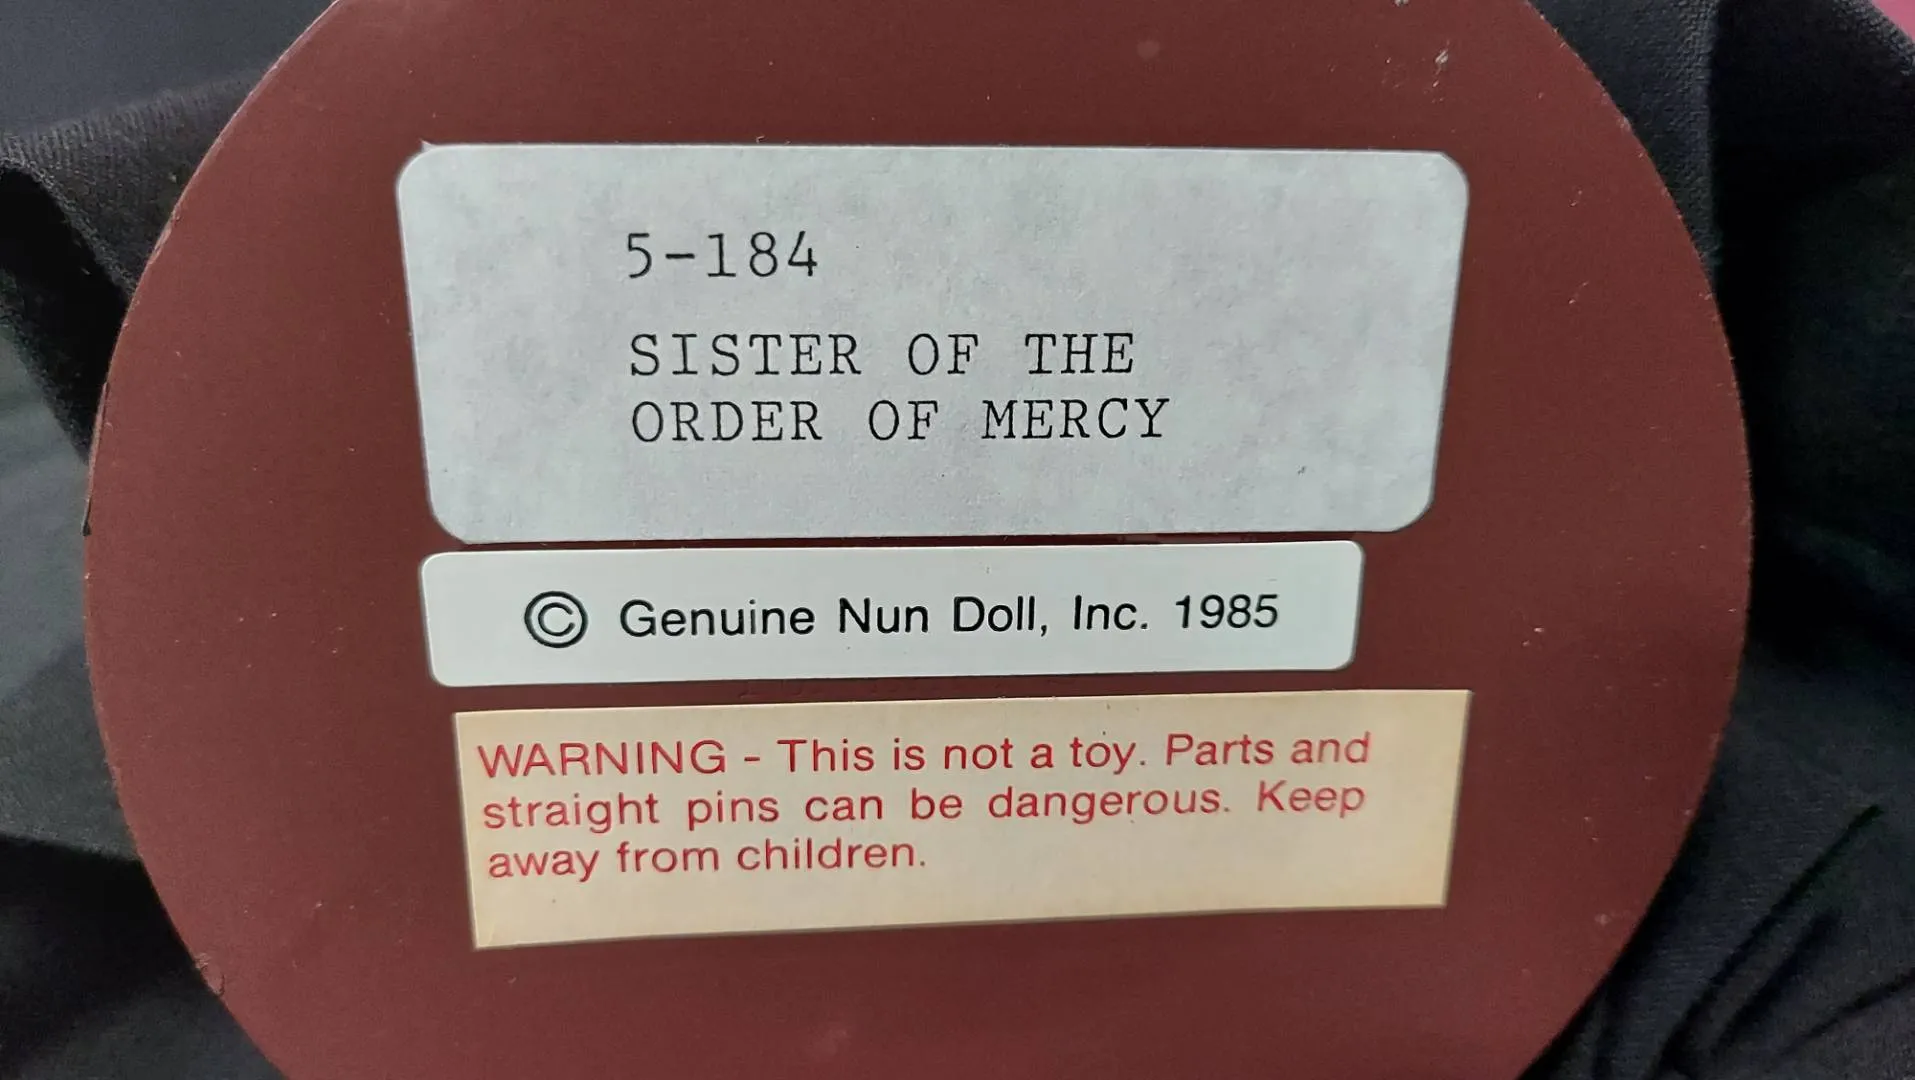 5-184
SISTER OF THE
ORDER OF MERCY
© Genuine Nun Doll, Inc. 1985
WARNING - This is not a toy. Parts and
straight pins can be dangerous. Keep
away from children.